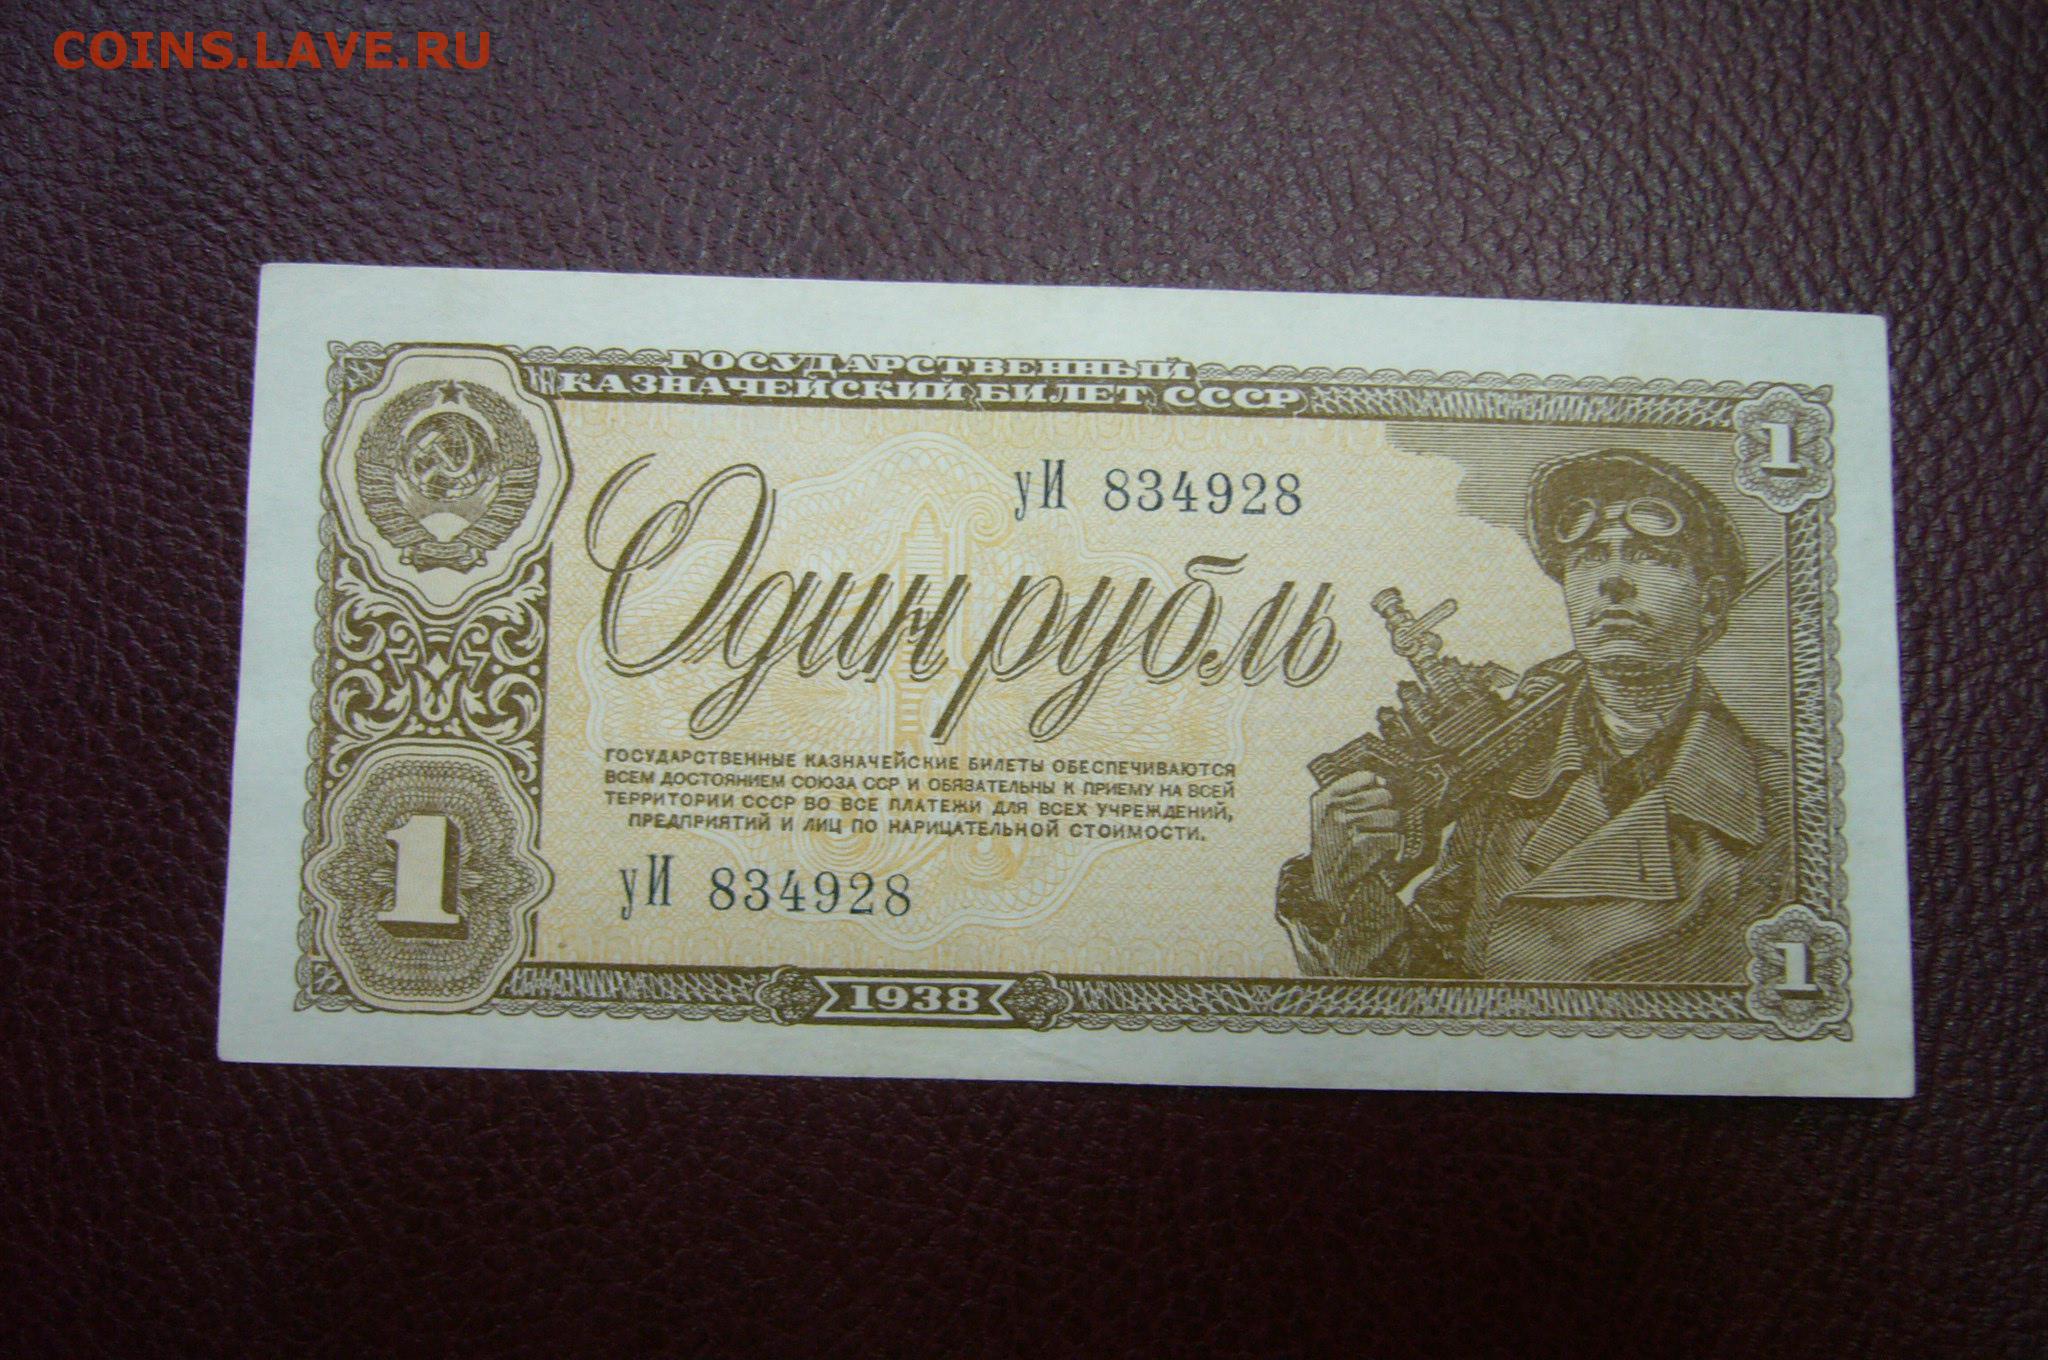 COINS.LAVE.RU
ГОСУДАРСТВЕННЫЙ
КАЗНАЧЕЙСКИЙ БИЛЕТ СССР
1
уИ 834928
Один рубль
ГОСУДАРСТВЕННЫЕ КАЗНАЧЕЙСКИЕ БИЛЕТЫ ОБЕСПЕЧИВАЮТСЯ
ВСЕМ ДОСТОЯНИЕМ СОЮЗА ССР И ОБЯЗАТЕЛЬНЫ К ПРИЕМУ НА ВСЕЙ
ТЕРРИТОРИИ СССР ВО ВСЕ ПЛАТЕЖИ ДЛЯ ВСЕХ УЧРЕЖДЕНИЙ,
ПРЕДПРИЯТИЙ И ЛИЦ ПО НАРИЦАТЕЛЬНОЙ СТОИМОСТИ.
1
уИ 834928
1
1938